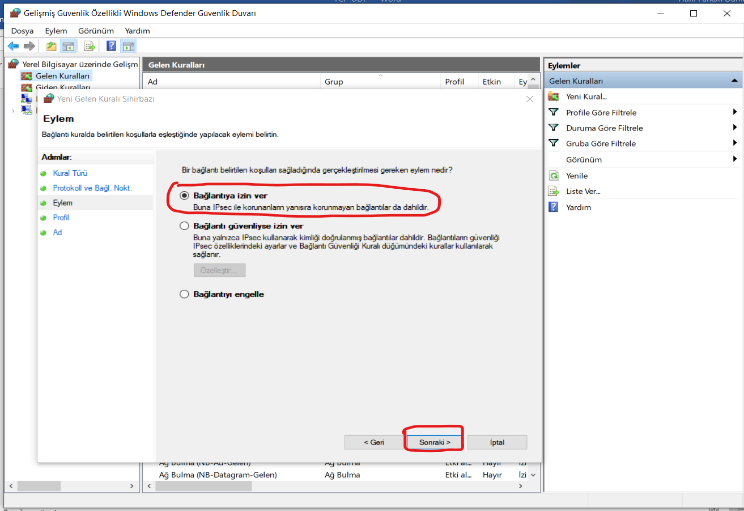 Gelişmiş Güvenlik Özellikli Windows Defender Güvenlik Duvarı
Dosya Eylem Görünüm Yardım
Yerel Bilgisayar üzerinde Gelişm
Gelen Kuralları
Giden Kuralları
Gelen Kuralları
Ad Grup Profil Etkin Ey
Yeni Gelen Kuralı Sihirbazı
Eylem
Bağlantı kuralda belirtilen koşullarla eşleştiğinde yapılacak eylemi belirtin.
Adımlar:
Kural Türü
Protokoll ve Bağl. Nokt.
Eylem
Profil
Ad
Bir bağlantı belirtilen koşulları sağladığında gerçekleştirilmesi gereken eylem nedir?
Bağlantıya izin ver
Buna IPsec ile korunanların yanısıra korunmayan bağlantılar da dahildir.
Bağlantı güvenliyse izin ver
Buna yalnızca IPsec kullanarak kimliği doğrulanmış bağlantılar dahildir. Bağlantıların güvenliği
IPsec özelliklerindeki ayarlar ve Bağlantı Güvenliği Kuralı düğümündeki kurallar kullanılarak
sağlanır.
Özelleştir...
Bağlantıyı engelle
< Geri Sonraki > İptal
Ağ Bulma (NB-Ad-Gelen) Ağ Bulma Etki al... Hayır İzi
Ağ Bulma (NB-Datagram-Gelen) Ağ Bulma Etki al... Hayır İzi
Eylemler
Gelen Kuralları
Yeni Kural...
Profile Göre Filtrele
Duruma Göre Filtrele
Gruba Göre Filtrele
Görünüm
Yenile
Liste Ver...
Yardım